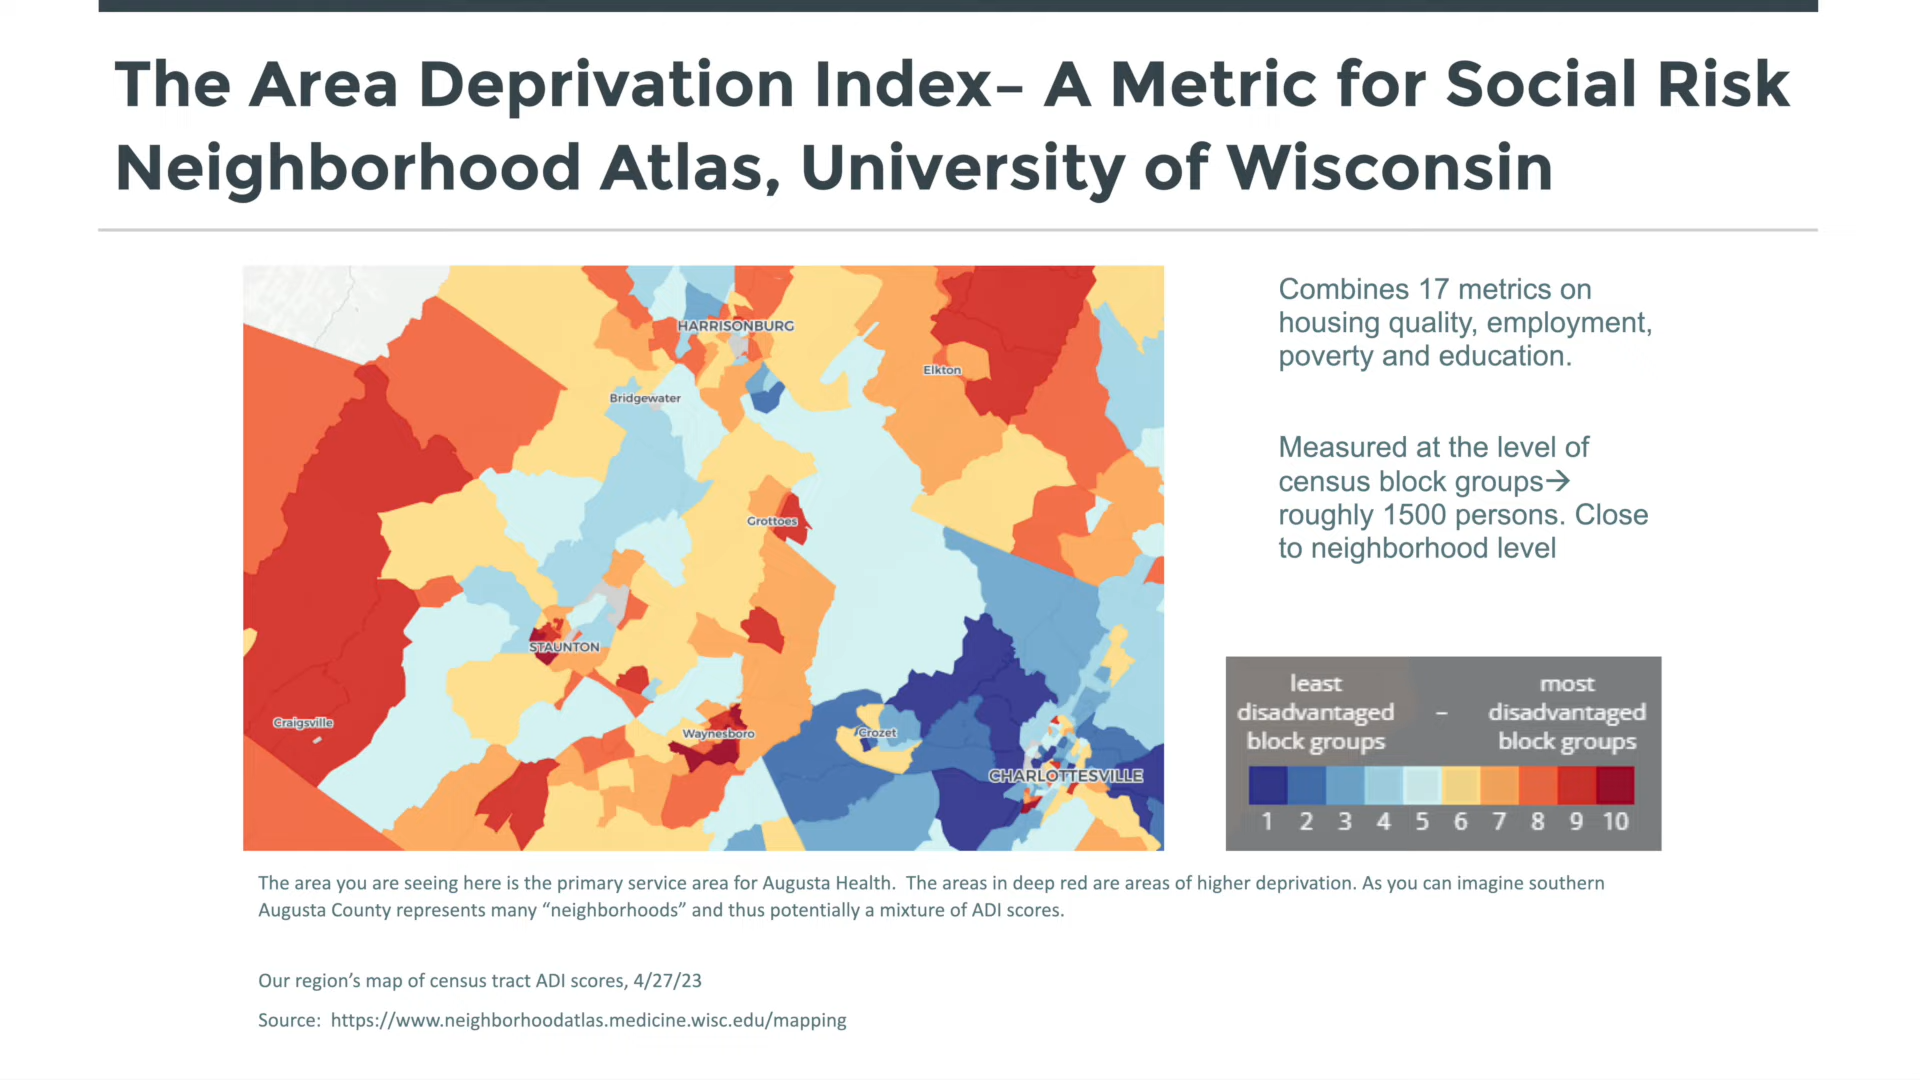 The Area Deprivation Index– A Metric for Social Risk
Neighborhood Atlas, University of Wisconsin
HARRISONBURG
Elkton
Bridgewater
Grottoes
STAUNTON
Craigsville
Waynesboro
Crozet
CHARLOTTESVILLE
Combines 17 metrics on
housing quality, employment,
poverty and education.
Measured at the level of
census block groups→
roughly 1500 persons. Close
to neighborhood level
least disadvantaged block groups – most disadvantaged block groups
1 2 3 4 5 6 7 8 9 10
The area you are seeing here is the primary service area for Augusta Health.  The areas in deep red are areas of higher deprivation. As you can imagine southern
Augusta County represents many “neighborhoods” and thus potentially a mixture of ADI scores.
Our region’s map of census tract ADI scores, 4/27/23
Source:  https://www.neighborhoodatlas.medicine.wisc.edu/mapping